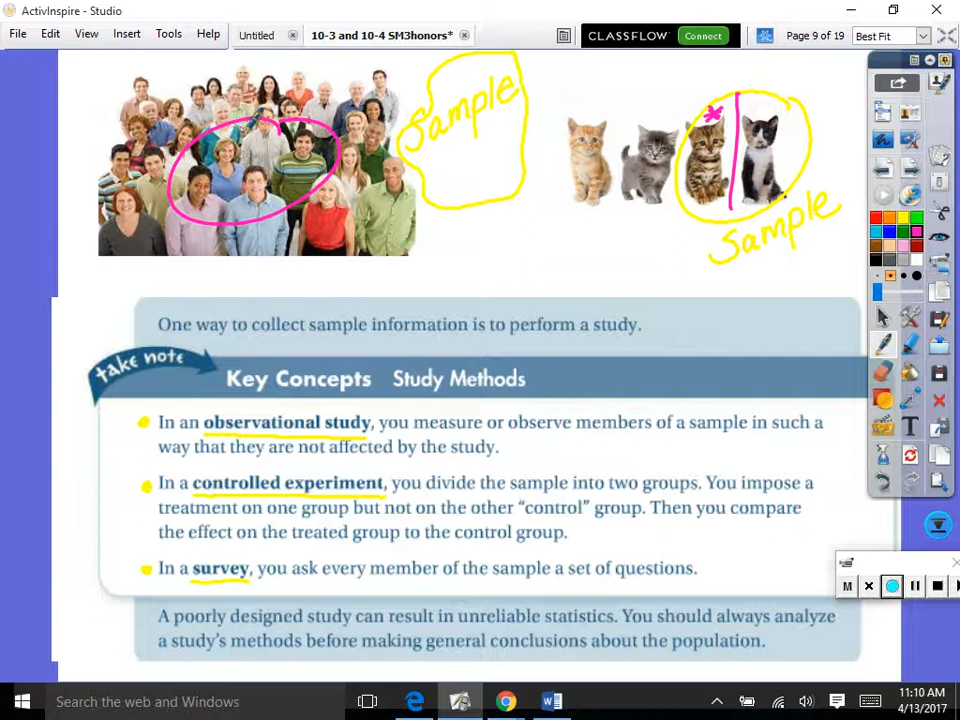 ActivInspire - Studio
File Edit View Insert Tools Help Untitled 10-3 and 10-4 SM3honors* CLASSFLOW Connect Page 9 of 19 Best Fit
Sample
Sample
One way to collect sample information is to perform a study.
take note
Key Concepts Study Methods
In an observational study, you measure or observe members of a sample in such a
way that they are not affected by the study.
In a controlled experiment, you divide the sample into two groups. You impose a
treatment on one group but not on the other “control” group. Then you compare
the effect on the treated group to the control group.
In a survey, you ask every member of the sample a set of questions.
M
A poorly designed study can result in unreliable statistics. You should always analyze
a study's methods before making general conclusions about the population.
Search the web and Windows
11:10 AM
4/13/2017